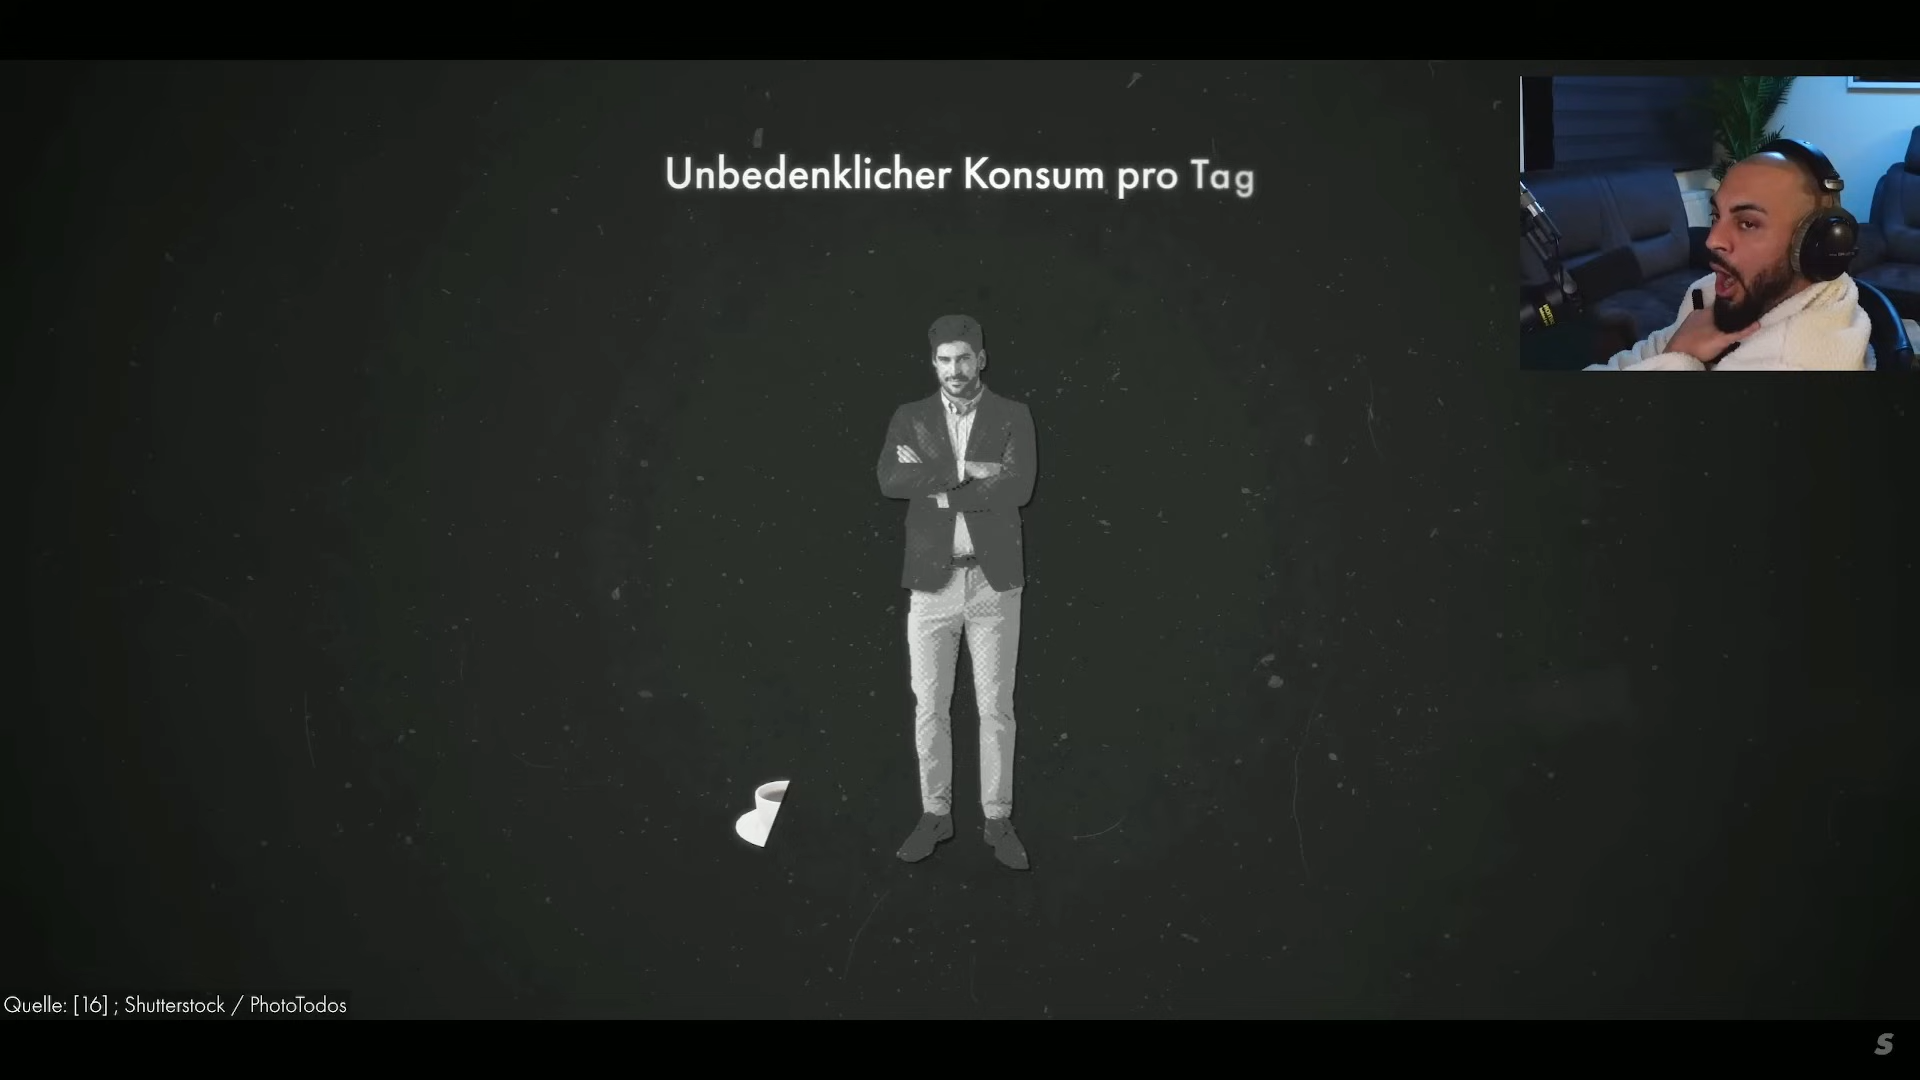 Unbedenklicher Konsum pro Tag
Quelle: [16] ; Shutterstock / PhotoTodos
S